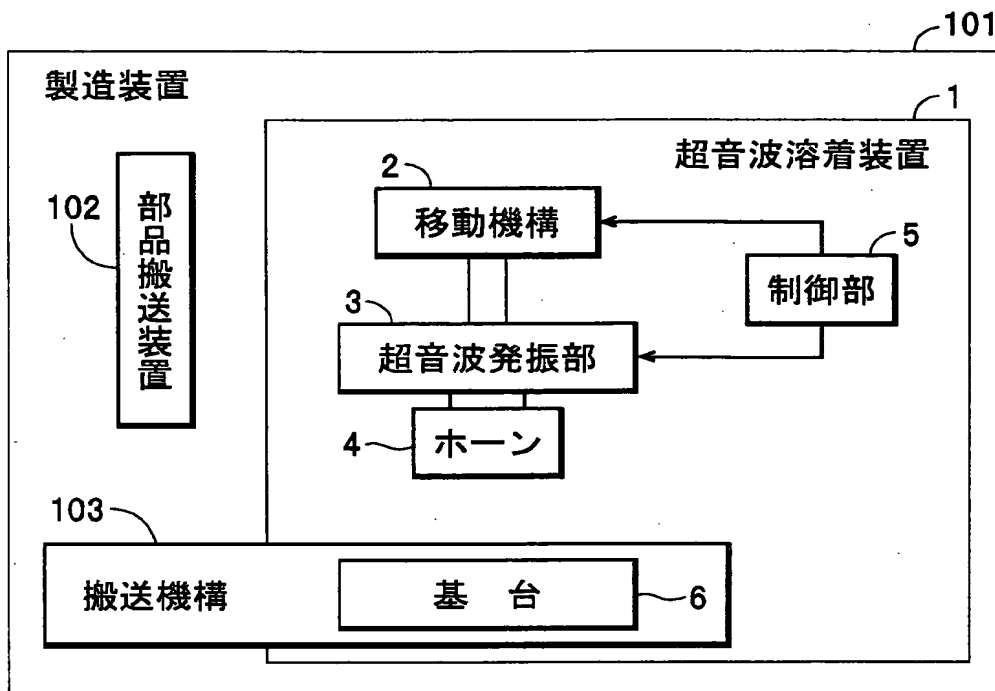 101
製造装置
1
超音波溶着装置
2
移動機構
102
部品搬送装置
5
制御部
3
超音波発振部
4
ホーン
103
搬送機構
基 台
6